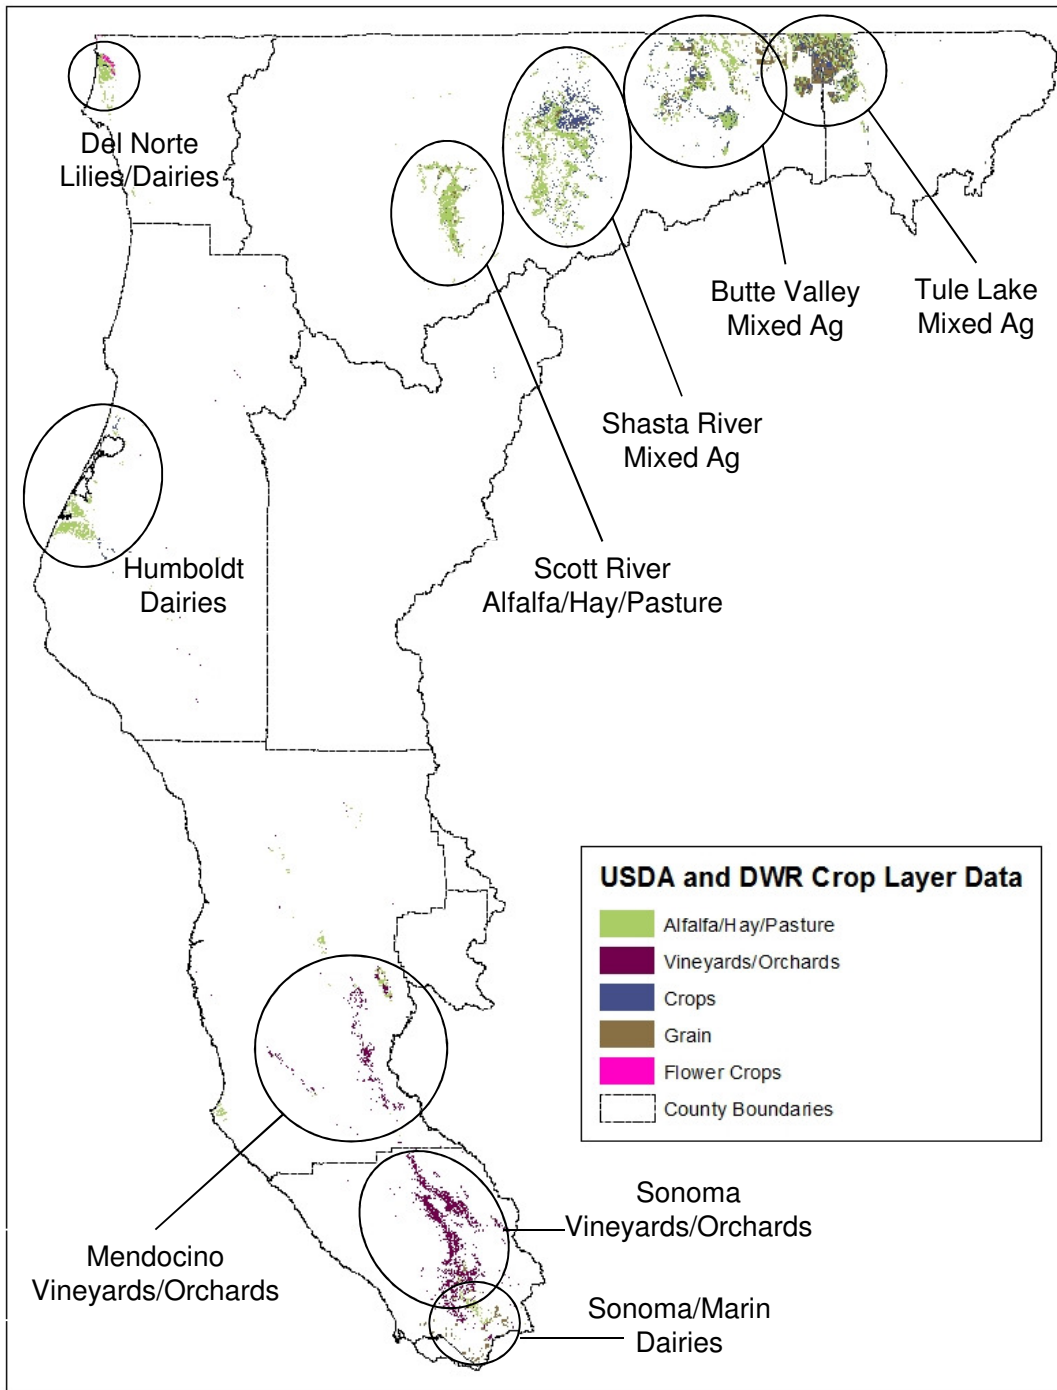 Del Norte
Lilies/Dairies
Butte Valley
Mixed Ag
Tule Lake
Mixed Ag
Shasta River
Mixed Ag
Scott River
Alfalfa/Hay/Pasture
Humboldt
Dairies
USDA and DWR Crop Layer Data
Alfalfa/Hay/Pasture
Vineyards/Orchards
Crops
Grain
Flower Crops
County Boundaries
Sonoma
Vineyards/Orchards
Mendocino
Vineyards/Orchards
Sonoma/Marin
Dairies